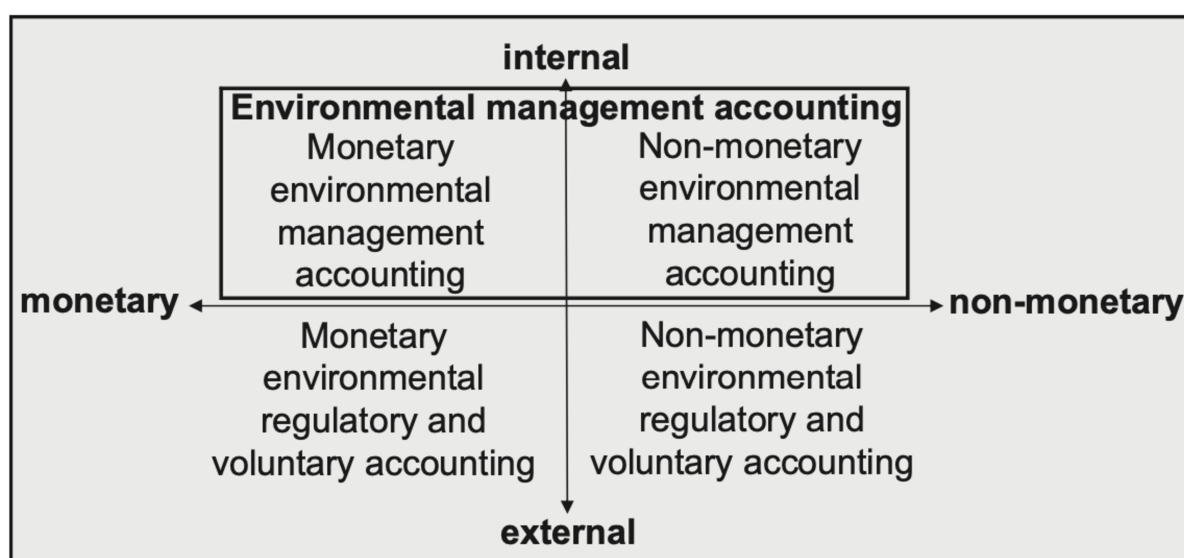 internal
Environmental management accounting
Monetary
environmental
management
accounting
Non-monetary
environmental
management
accounting
monetary
non-monetary
Monetary
environmental
regulatory and
voluntary accounting
Non-monetary
environmental
regulatory and
voluntary accounting
external